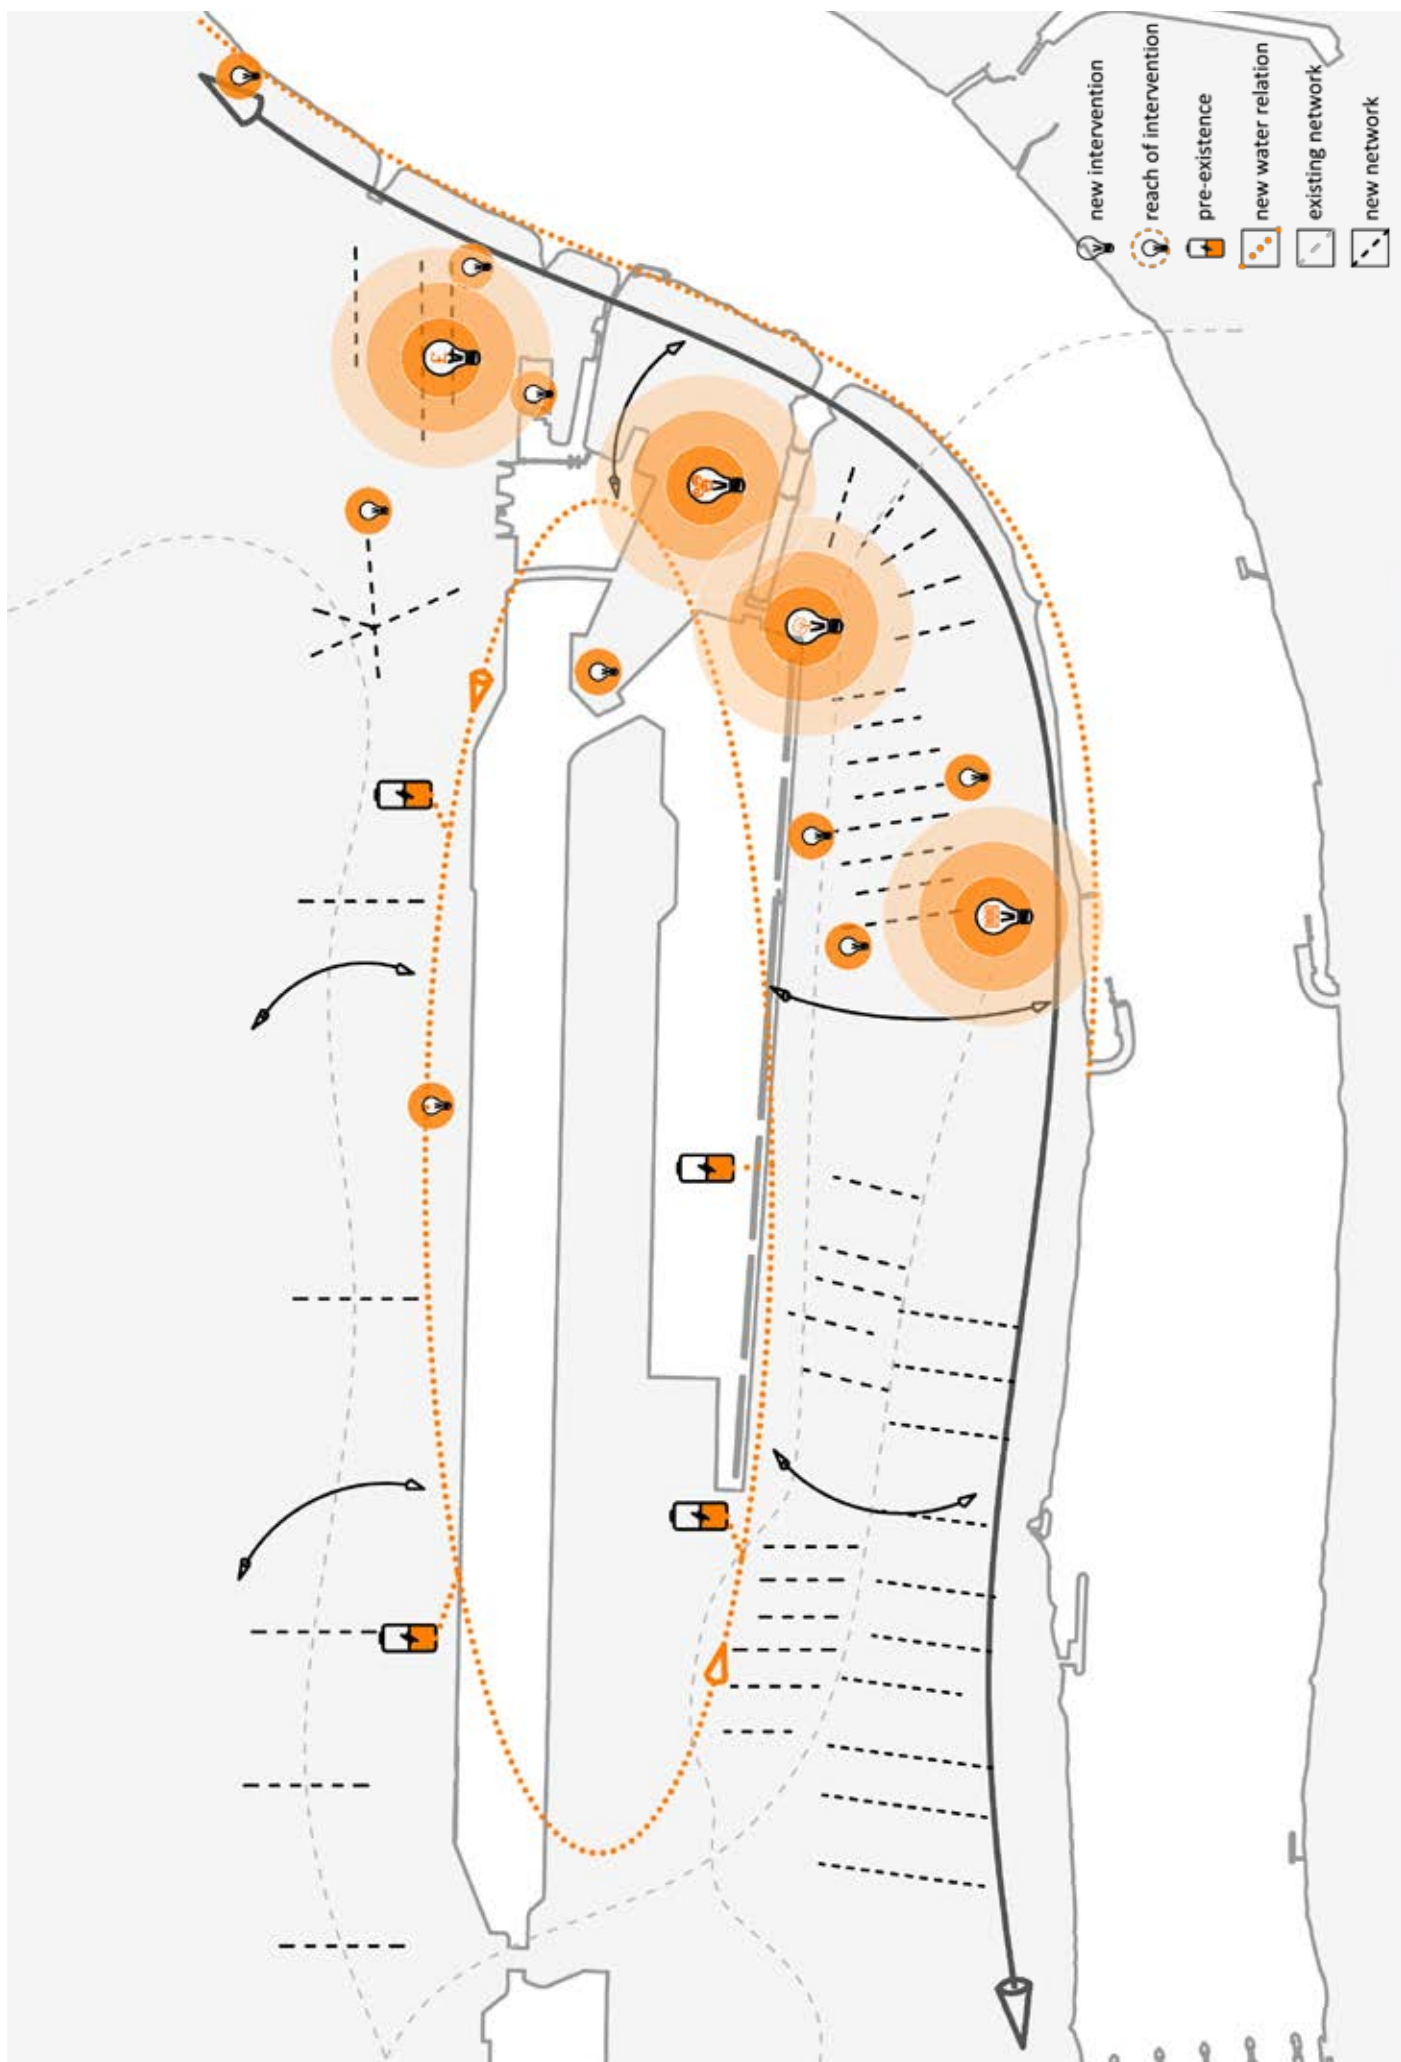 new intervention
reach of intervention
pre-existence
new water relation
existing network
new network